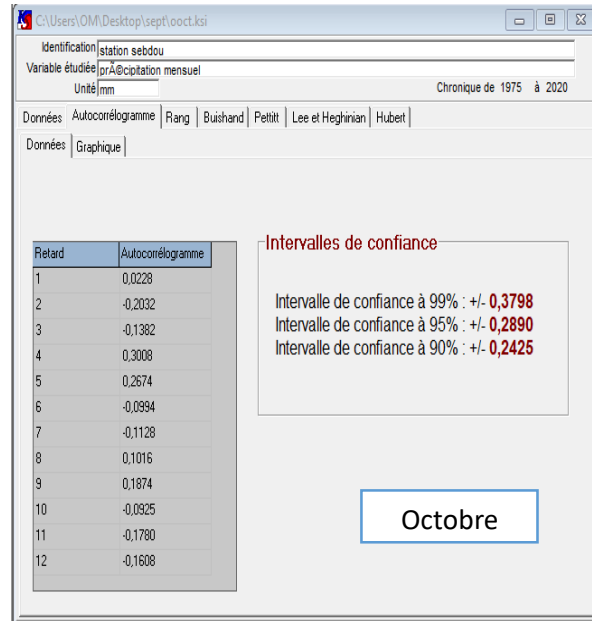 C:\Users\OM\Desktop\sept\ooct.ksi
Identification station sebdou
Variable étudiée prÃ©cipitation mensuel
Unité mm Chronique de 1975 à 2020
Données Autocorrélogramme Rang Buishand Pettitt Lee et Heghinian Hubert
Données Graphique
Retard Autocorrélogramme
1 0,0228
2 -0,2032
3 -0,1382
4 0,3008
5 0,2674
6 -0,0994
7 -0,1128
8 0,1016
9 0,1874
10 -0,0925
11 -0,1780
12 -0,1608
Intervalles de confiance
Intervalle de confiance à 99% : +/- 0,3798
Intervalle de confiance à 95% : +/- 0,2890
Intervalle de confiance à 90% : +/- 0,2425
Octobre